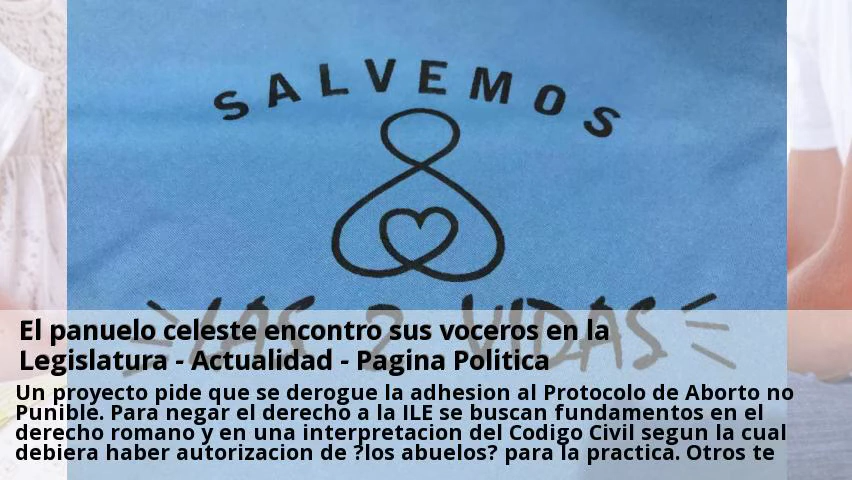 SALVEMOS
LAS 2 VIDAS
El panuelo celeste encontro sus voceros en la
Legislatura - Actualidad - Pagina Politica
Un proyecto pide que se derogue la adhesion al Protocolo de Aborto no
Punible. Para negar el derecho a la ILE se buscan fundamentos en el
derecho romano y en una interpretacion del Codigo Civil segun la cual
debiera haber autorizacion de ?los abuelos? para la practica. Otros te